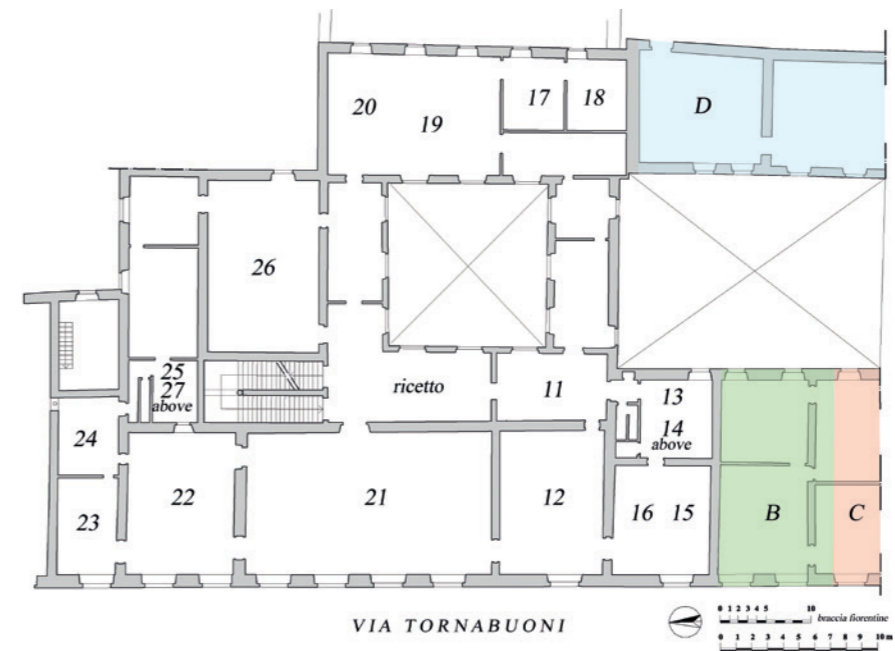 D
20
19
17
18
26
25
27
above
ricetto
11
13
14
above
24
23
22
21
12
16 15
B
C
VIA TORNABUONI
0 1 2 3 4 5 10
braccia fiorentine
0 1 2 3 4 5 6 7 8 9 10 m